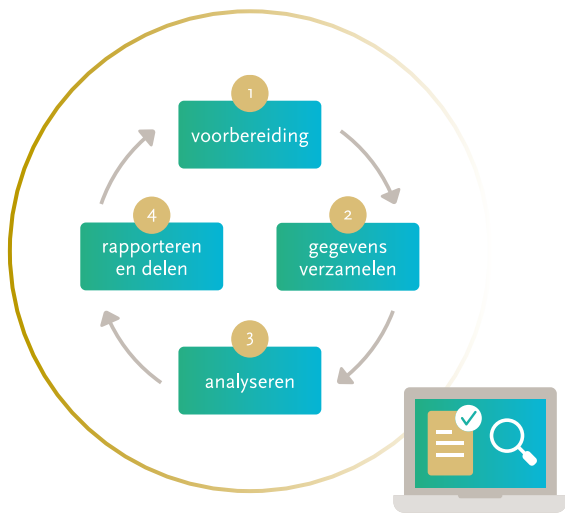 1
voorbereiding
2
gegevens
verzamelen
3
analyseren
4
rapporteren
en delen